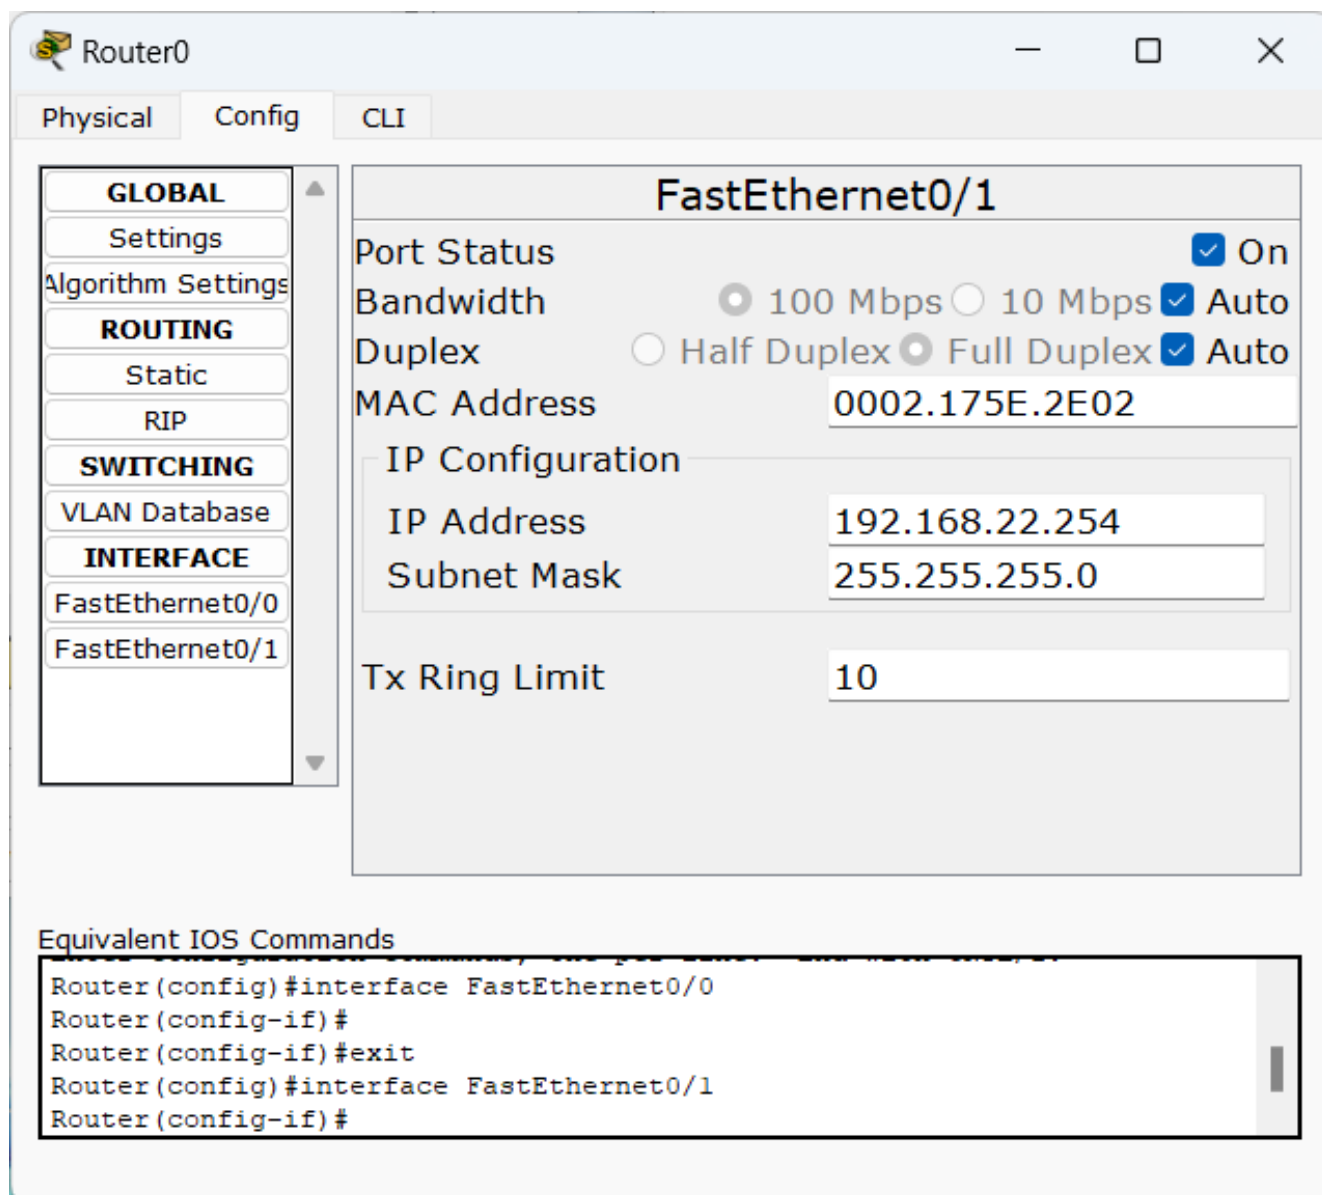 Router0
Physical Config CLI
GLOBAL
Settings
Algorithm Settings
ROUTING
Static
RIP
SWITCHING
VLAN Database
INTERFACE
FastEthernet0/0
FastEthernet0/1
FastEthernet0/1
Port Status On
Bandwidth 100 Mbps 10 Mbps Auto
Duplex Half Duplex Full Duplex Auto
MAC Address 0002.175E.2E02
IP Configuration
IP Address 192.168.22.254
Subnet Mask 255.255.255.0
Tx Ring Limit 10
Equivalent IOS Commands
Router(config)#interface FastEthernet0/0
Router(config-if)#
Router(config-if)#exit
Router(config)#interface FastEthernet0/1
Router(config-if)#